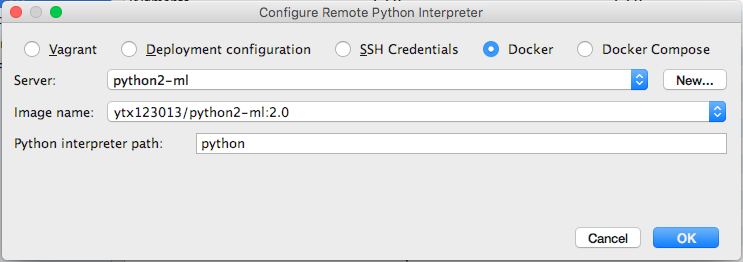 Configure Remote Python Interpreter
Vagrant Deployment configuration SSH Credentials Docker Docker Compose
Server: python2-ml New...
Image name: ytx123013/python2-ml:2.0
Python interpreter path: python
Cancel OK